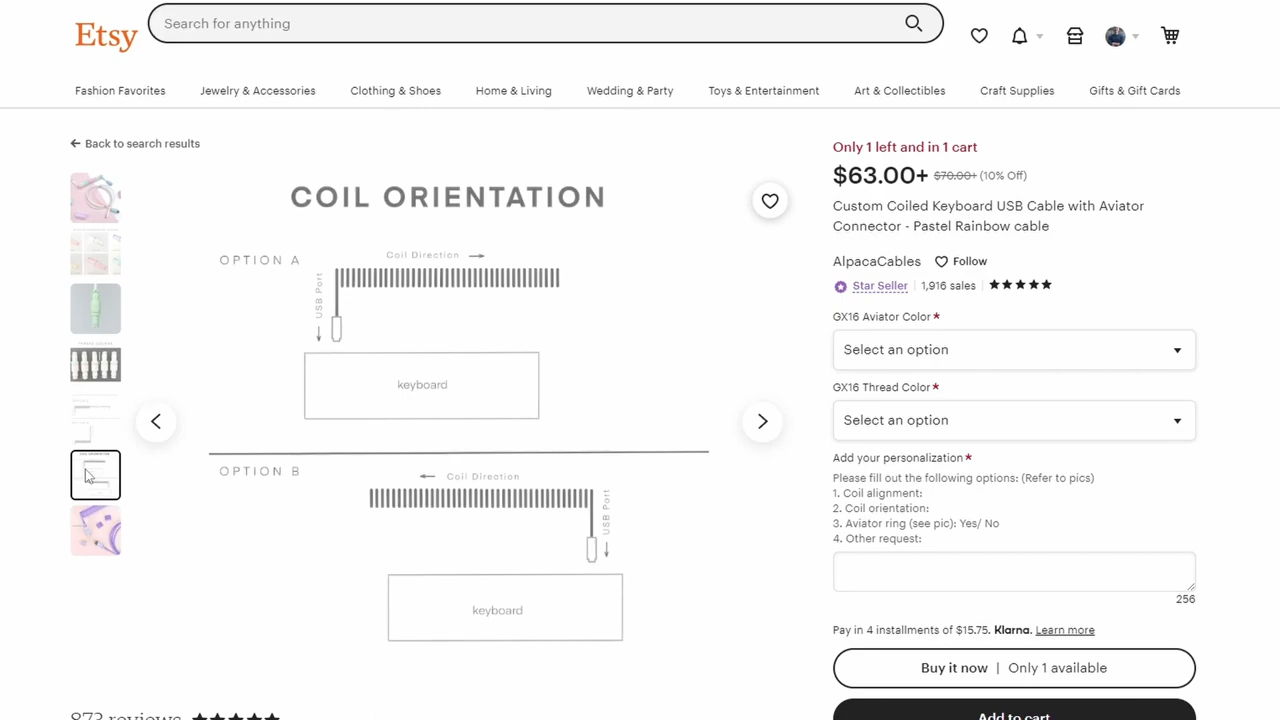 Etsy
Search for anything
Fashion Favorites
Jewelry & Accessories
Clothing & Shoes
Home & Living
Wedding & Party
Toys & Entertainment
Art & Collectibles
Craft Supplies
Gifts & Gift Cards
Back to search results
COIL ORIENTATION
OPTION A
Coil Direction
USB Port
keyboard
OPTION B
Coil Direction
USB Port
keyboard
Only 1 left and in 1 cart
$63.00+ $70.00+ (10% Off)
Custom Coiled Keyboard USB Cable with Aviator
Connector - Pastel Rainbow cable
AlpacaCables Follow
Star Seller 1,916 sales
GX16 Aviator Color *
Select an option
GX16 Thread Color *
Select an option
Add your personalization *
Please fill out the following options: (Refer to pics)
1. Coil alignment:
2. Coil orientation:
3. Aviator ring (see pic): Yes/ No
4. Other request:
256
Pay in 4 installments of $15.75. Klarna. Learn more
Buy it now | Only 1 available
Add to cart
873 reviews